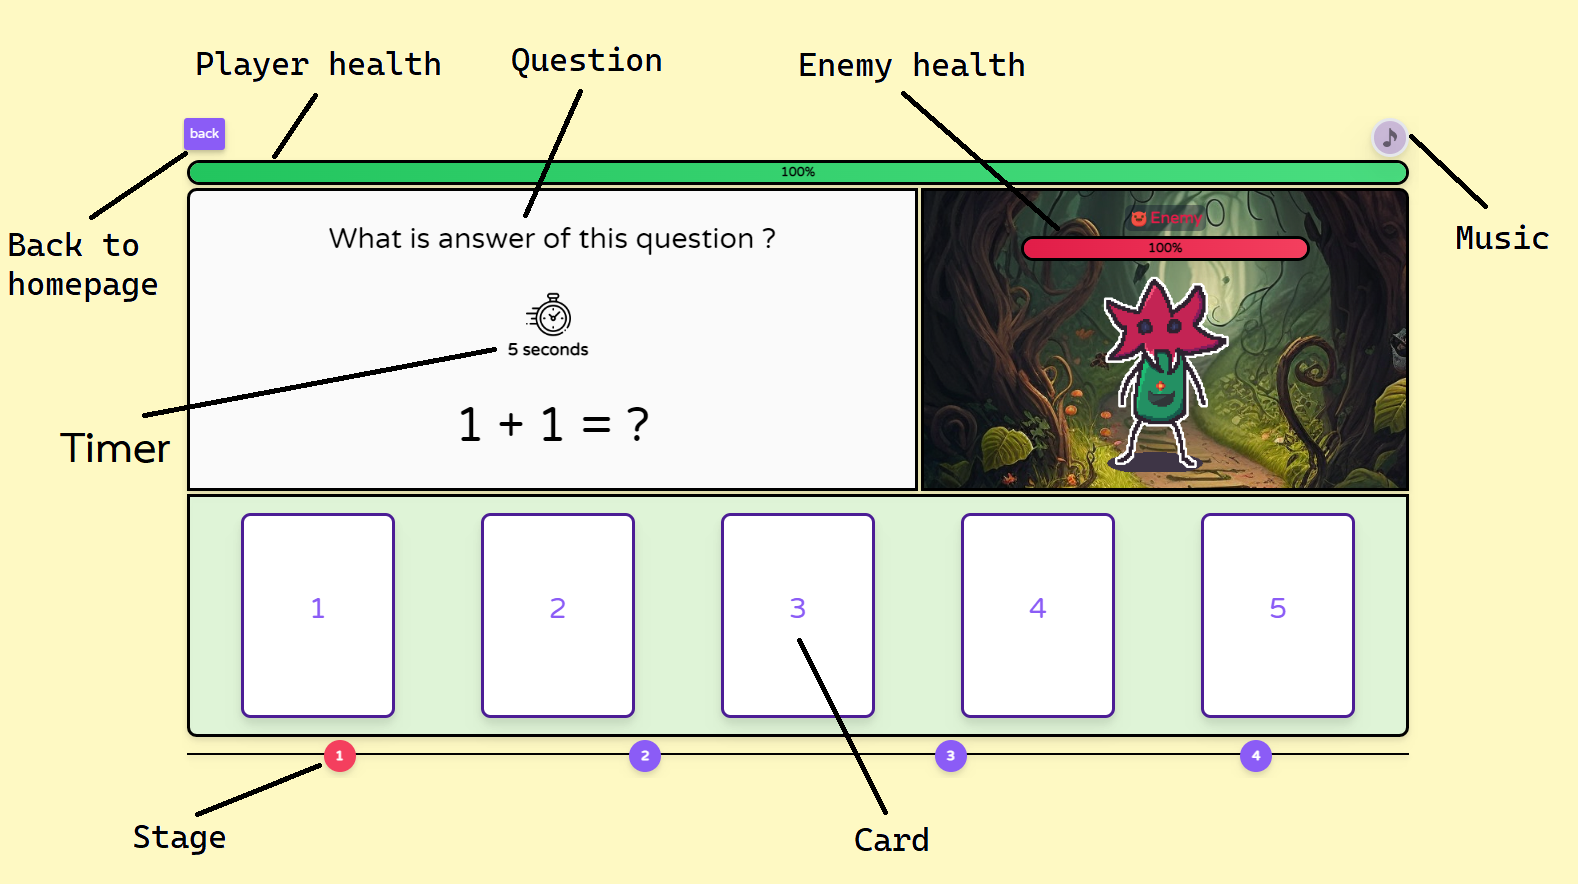 Player health
Question
Enemy health
back
100%
Back to
homepage
Music
What is answer of this question ?
Enemy
100%
5 seconds
Timer
1 + 1 = ?
1
2
3
4
5
1
2
3
4
Stage
Card